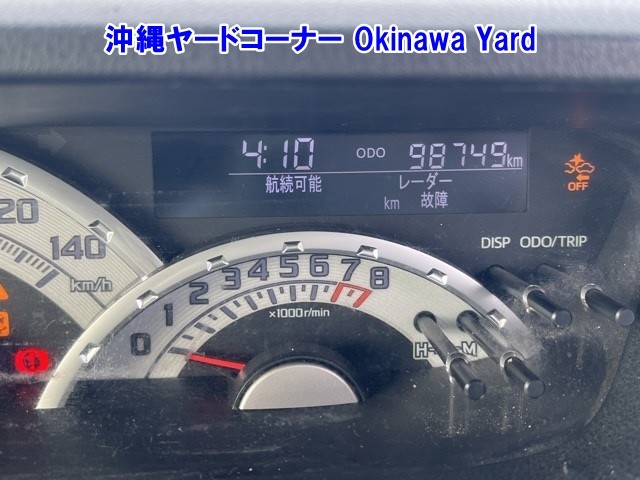 沖縄ヤードコーナー Okinawa Yard
4:10 ODO 98749km
航続可能 レーダー
km 故障
OFF
DISP ODO/TRIP
20 140 km/h
0 1 2 3 4 5 6 7 8
×1000r/min